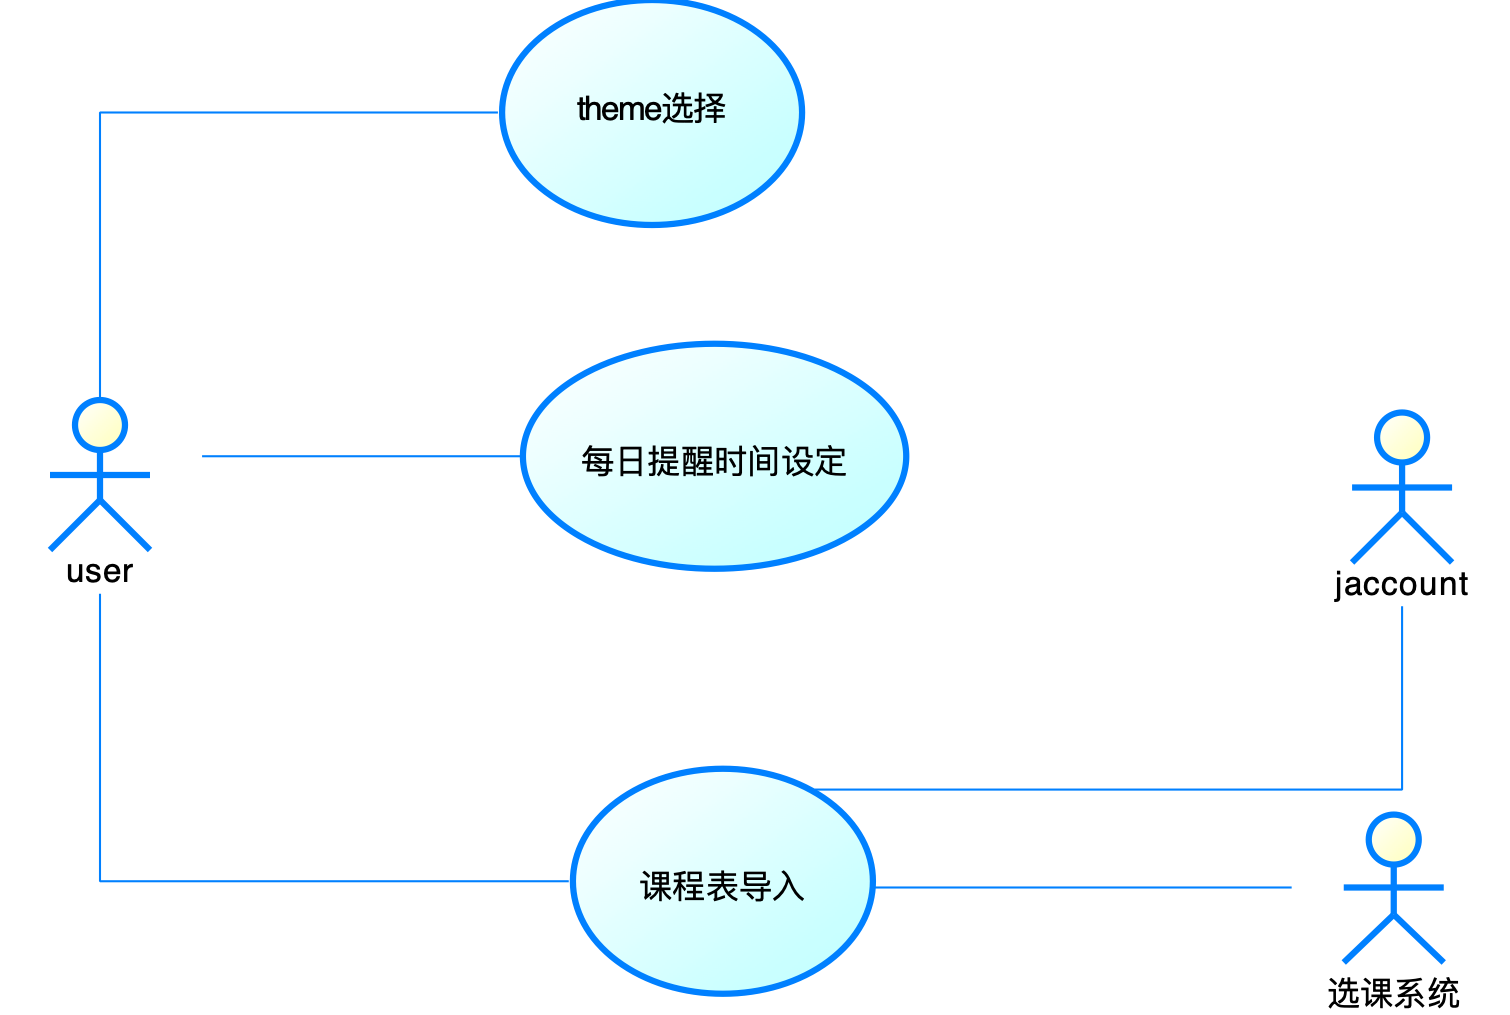 theme选择
每日提醒时间设定
user
jaccount
课程表导入
选课系统